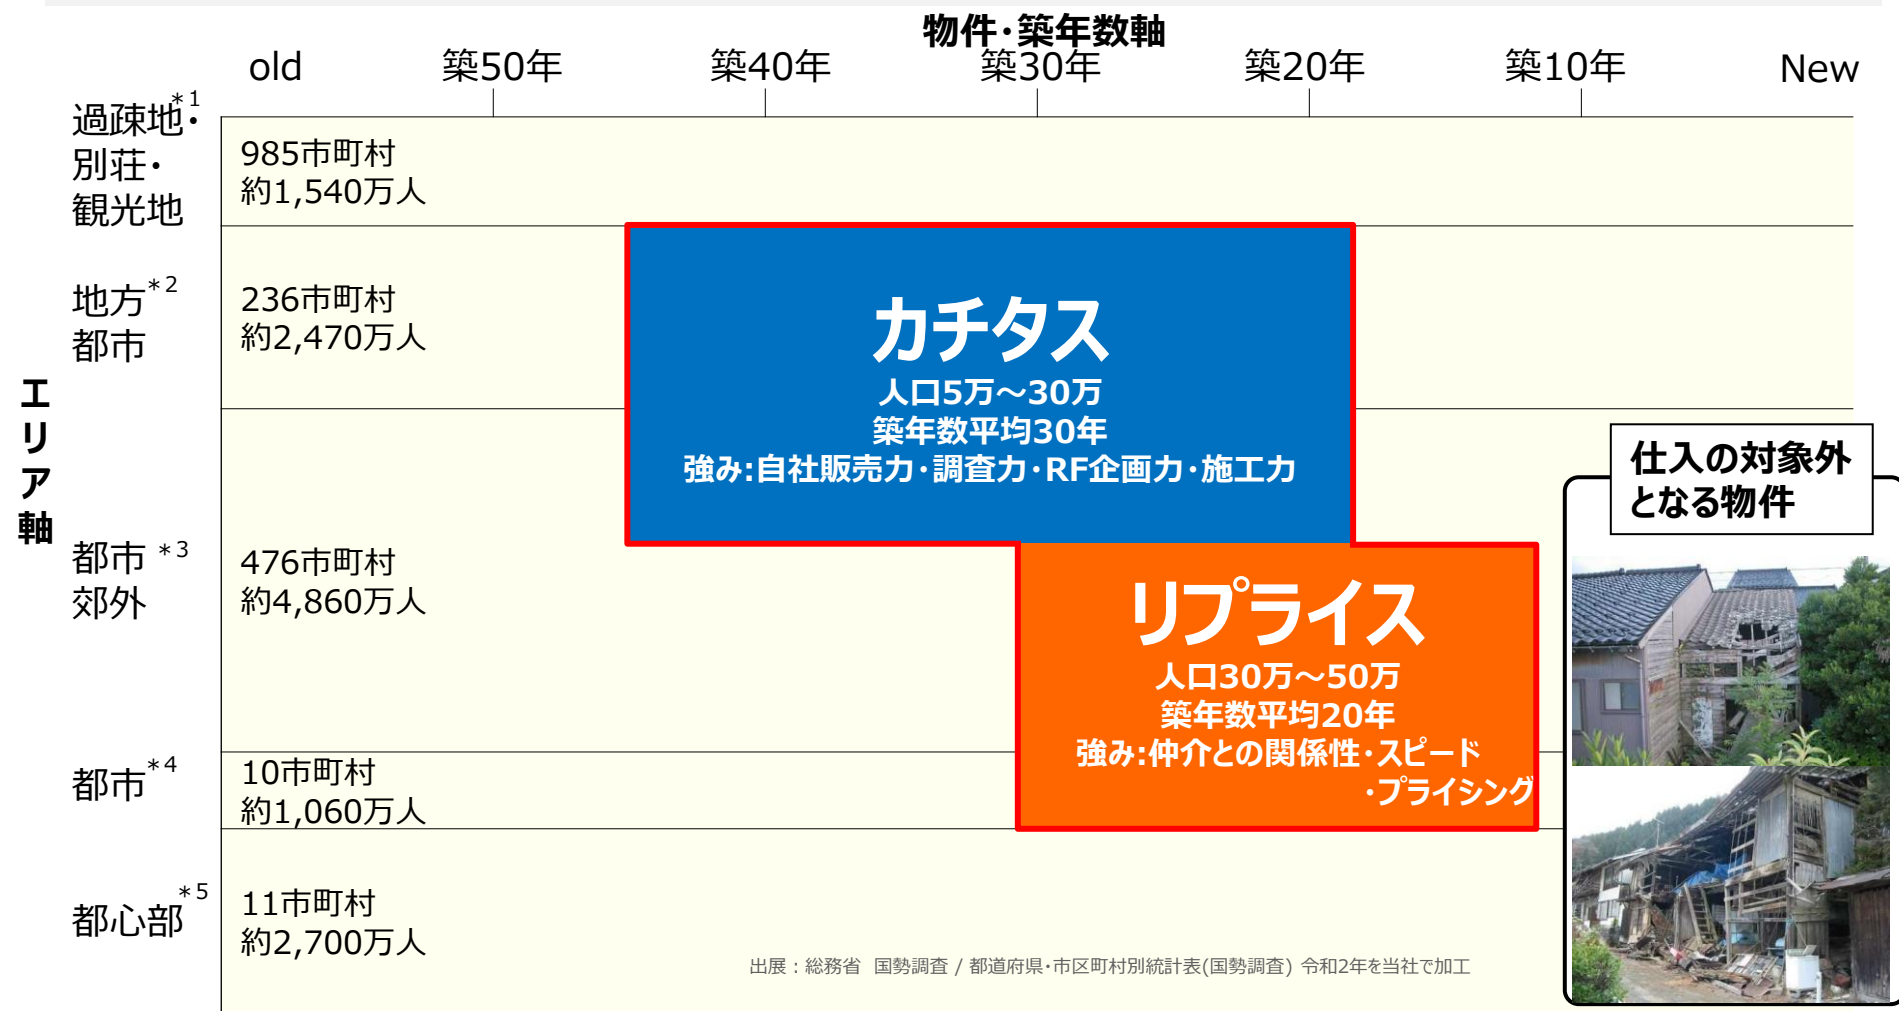 物件･築年数軸
old 築50年 築40年 築30年 築20年 築10年 New
エリア軸
過疎地･*1
別荘･
観光地
985市町村
約1,540万人
地方*2
都市
236市町村
約2,470万人
都市 *3
郊外
476市町村
約4,860万人
都市*4
10市町村
約1,060万人
都心部*5
11市町村
約2,700万人
カチタス
人口5万～30万
築年数平均30年
強み:自社販売力･調査力･RF企画力･施工力
リプライス
人口30万～50万
築年数平均20年
強み:仲介との関係性･スピード
･プライシング
仕入の対象外
となる物件
出展：総務省 国勢調査 / 都道府県･市区町村別統計表(国勢調査) 令和2年を当社で加工